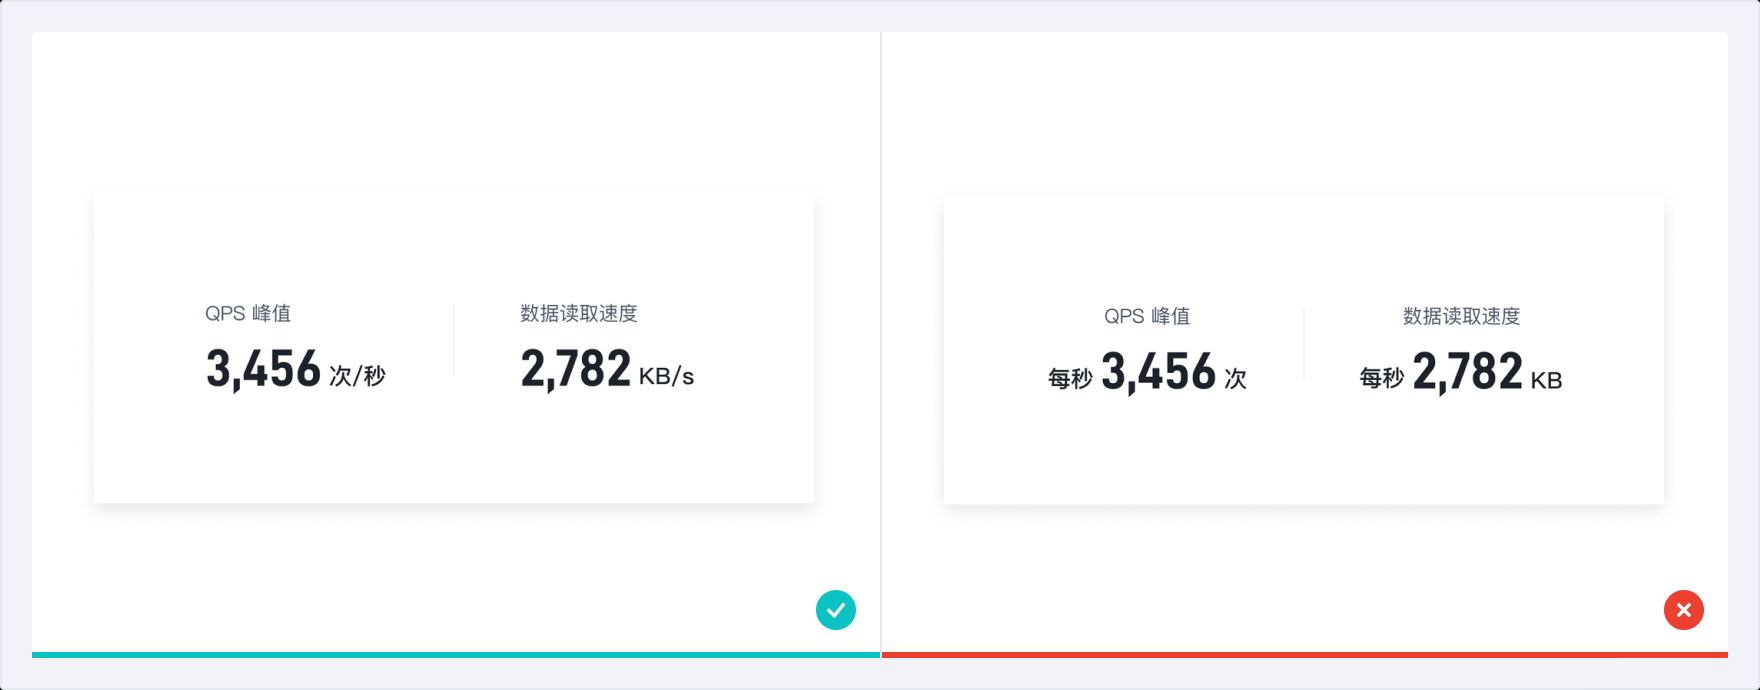 QPS 峰值
3,456 次/秒
数据读取速度
2,782 KB/s
QPS 峰值
每秒 3,456 次
数据读取速度
每秒 2,782 KB